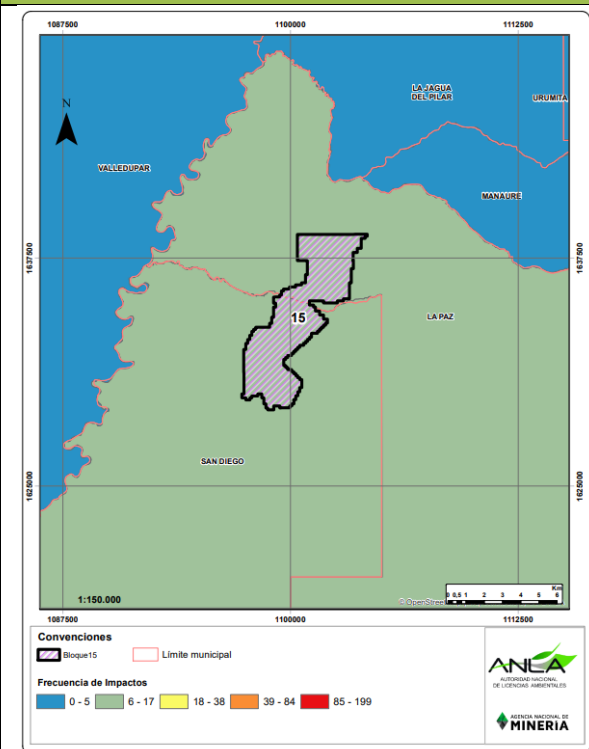 1087500 1100000 1112500
LA JAGUA
DEL PILAR
URUMITA
N
VALLEDUPAR
MANAURE
1637500 1637500
15
LA PAZ
SAN DIEGO
1625000 1625000
Km
0 0,5 1 2 3 4 5 6
1:150.000
© OpenStree
1087500 1100000 1112500
Convenciones
Bloque15 Límite municipal
Frecuencia de Impactos
0 - 5 6 - 17 18 - 38 39 - 84 85 - 199
ANLA
AUTORIDAD NACIONAL
DE LICENCIAS AMBIENTALES
AGENCIA NACIONAL DE
MINERÍA